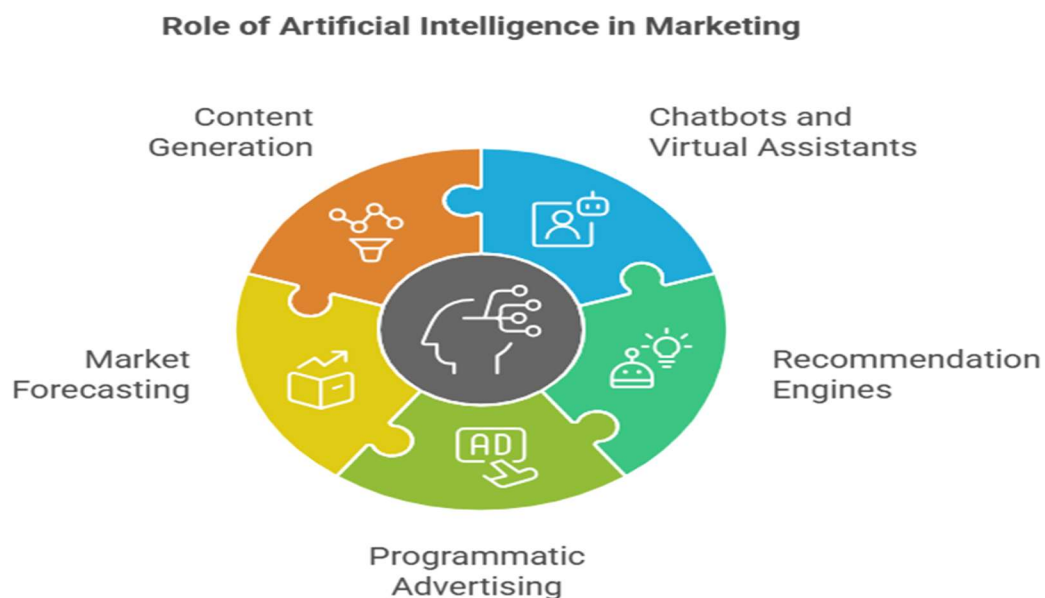 Role of Artificial Intelligence in Marketing
Content
Generation
Chatbots and
Virtual Assistants
Market
Forecasting
AD
Recommendation
Engines
Programmatic
Advertising